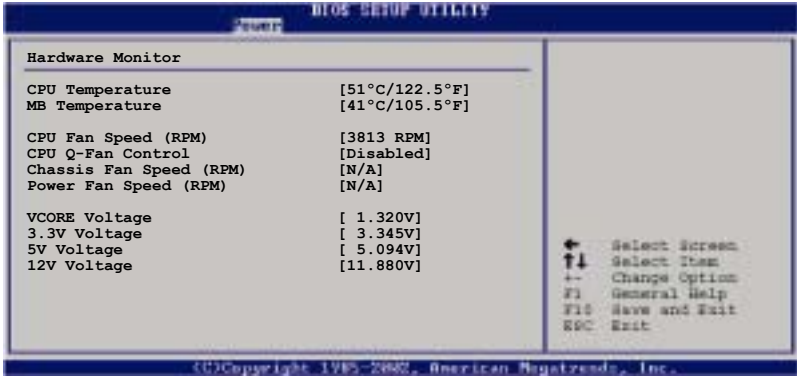 BIOS SETUP UTILITY
Power
Hardware Monitor
CPU Temperature [51°C/122.5°F]
MB Temperature [41°C/105.5°F]
CPU Fan Speed (RPM) [3813 RPM]
CPU Q-Fan Control [Disabled]
Chassis Fan Speed (RPM) [N/A]
Power Fan Speed (RPM) [N/A]
VCORE Voltage [ 1.320V]
3.3V Voltage [ 3.345V]
5V Voltage [ 5.094V]
12V Voltage [11.880V]
← Select Screen
↑↓ Select Item
+- Change Option
F1 General Help
F10 Save and Exit
ESC Exit
(C)Copyright 1985-2002, American Megatrends, Inc.